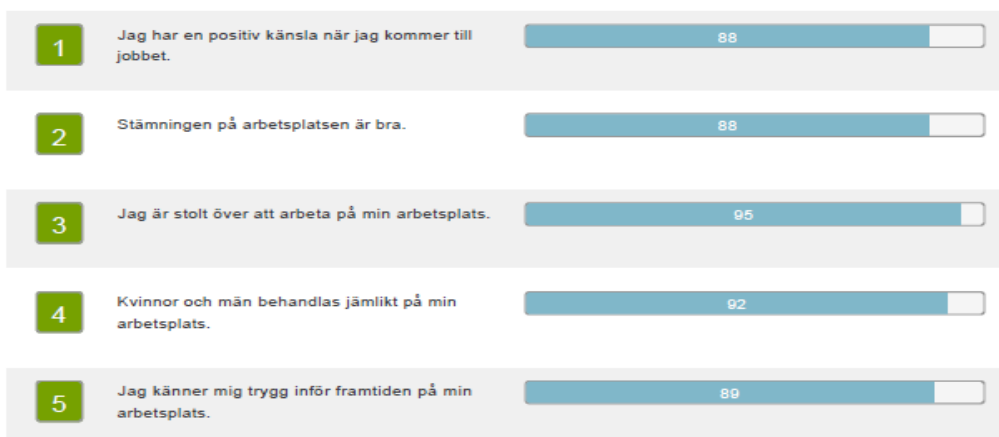 1
Jag har en positiv känsla när jag kommer till
jobbet.
88
2
Stämningen på arbetsplatsen är bra.
88
3
Jag är stolt över att arbeta på min arbetsplats.
95
4
Kvinnor och män behandlas jämlikt på min
arbetsplats.
92
5
Jag känner mig trygg inför framtiden på min
arbetsplats.
89